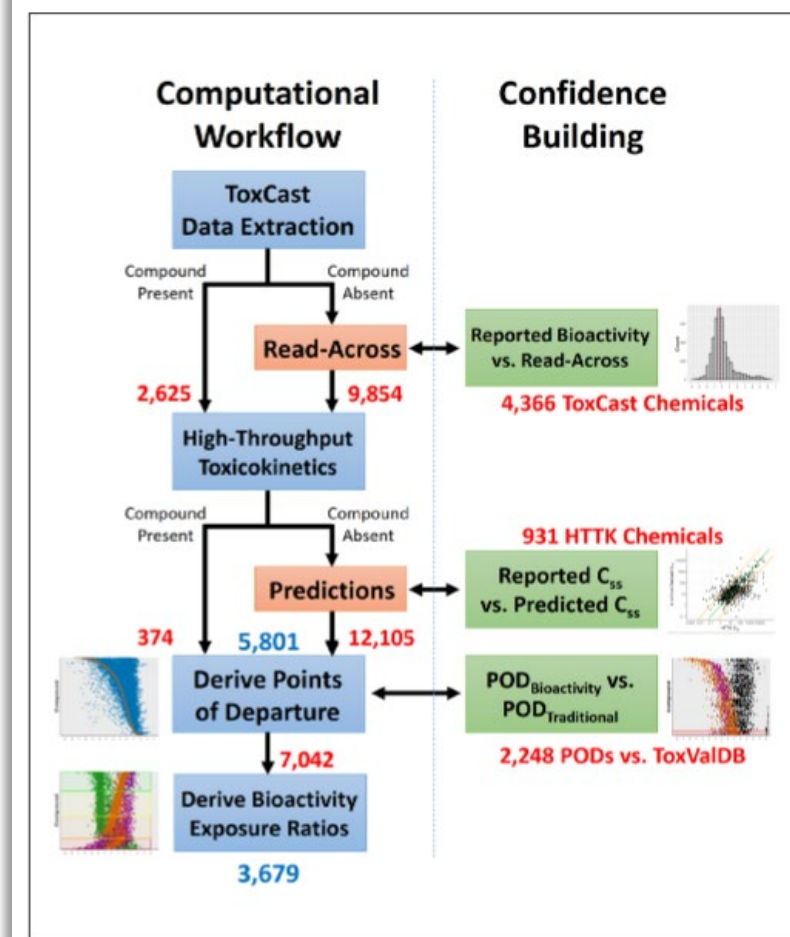 Computational
Workflow
Confidence
Building
ToxCast
Data Extraction
Compound
Present
Compound
Absent
Read-Across
Reported Bioactivity
vs. Read-Across
2,625
9,854
4,366 ToxCast Chemicals
High-Throughput
Toxicokinetics
Compound
Present
Compound
Absent
931 HTTK Chemicals
Predictions
Reported Css
vs. Predicted Css
374
5,801
12,105
Derive Points
of Departure
PODBioactivity vs.
PODTraditional
7,042
2,248 PODs vs. ToxValDB
Derive Bioactivity
Exposure Ratios
3,679